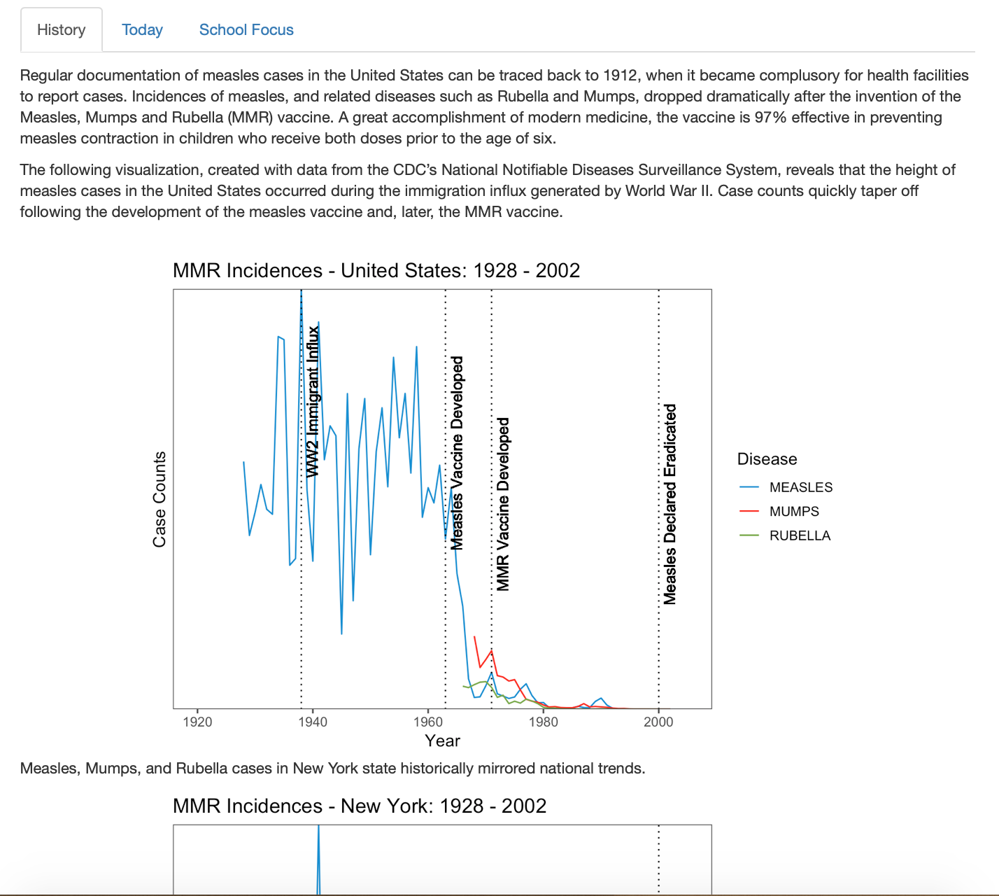 History
Today
School Focus
Regular documentation of measles cases in the United States can be traced back to 1912, when it became complusory for health facilities
to report cases. Incidences of measles, and related diseases such as Rubella and Mumps, dropped dramatically after the invention of the
Measles, Mumps and Rubella (MMR) vaccine. A great accomplishment of modern medicine, the vaccine is 97% effective in preventing
measles contraction in children who receive both doses prior to the age of six.
The following visualization, created with data from the CDC’s National Notifiable Diseases Surveillance System, reveals that the height of
measles cases in the United States occurred during the immigration influx generated by World War II. Case counts quickly taper off
following the development of the measles vaccine and, later, the MMR vaccine.
MMR Incidences - United States: 1928 - 2002
Case Counts
WW2 Immigrant Influx
Measles Vaccine Developed
MMR Vaccine Developed
Measles Declared Eradicated
Disease
MEASLES
MUMPS
RUBELLA
1920
1940
1960
1980
2000
Year
Measles, Mumps, and Rubella cases in New York state historically mirrored national trends.
MMR Incidences - New York: 1928 - 2002